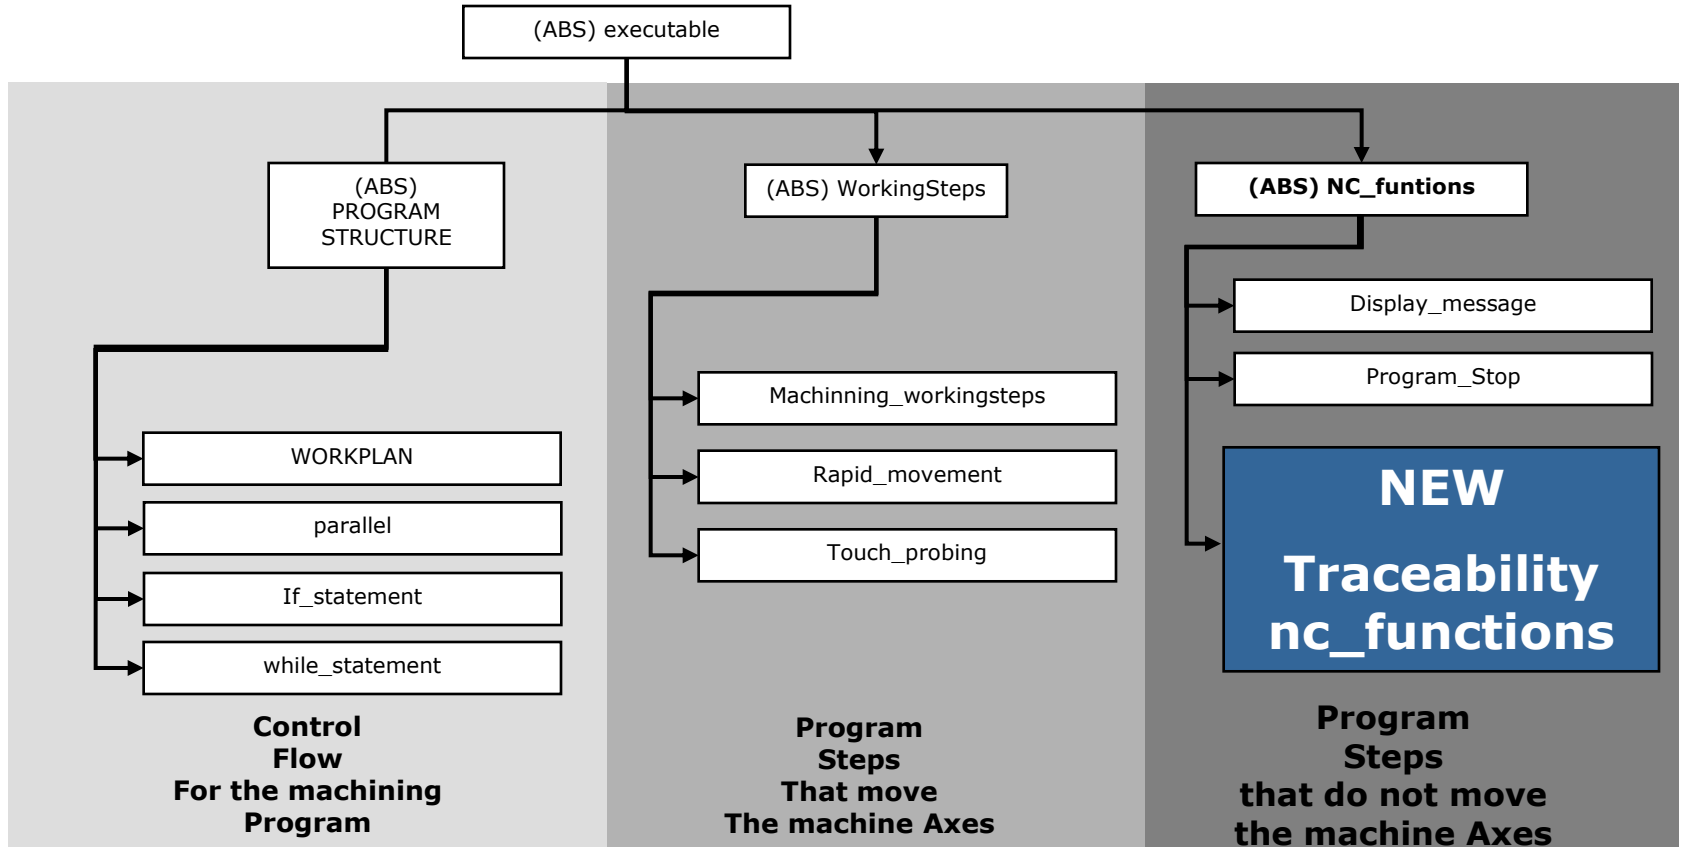 (ABS) executable
(ABS)
PROGRAM
STRUCTURE
WORKPLAN
parallel
If_statement
while_statement
Control
Flow
For the machining
Program
(ABS) WorkingSteps
Machinning_workingsteps
Rapid_movement
Touch_probing
Program
Steps
That move
The machine Axes
(ABS) NC_funtions
Display_message
Program_Stop
NEW
Traceability
nc_functions
Program
Steps
that do not move
the machine Axes